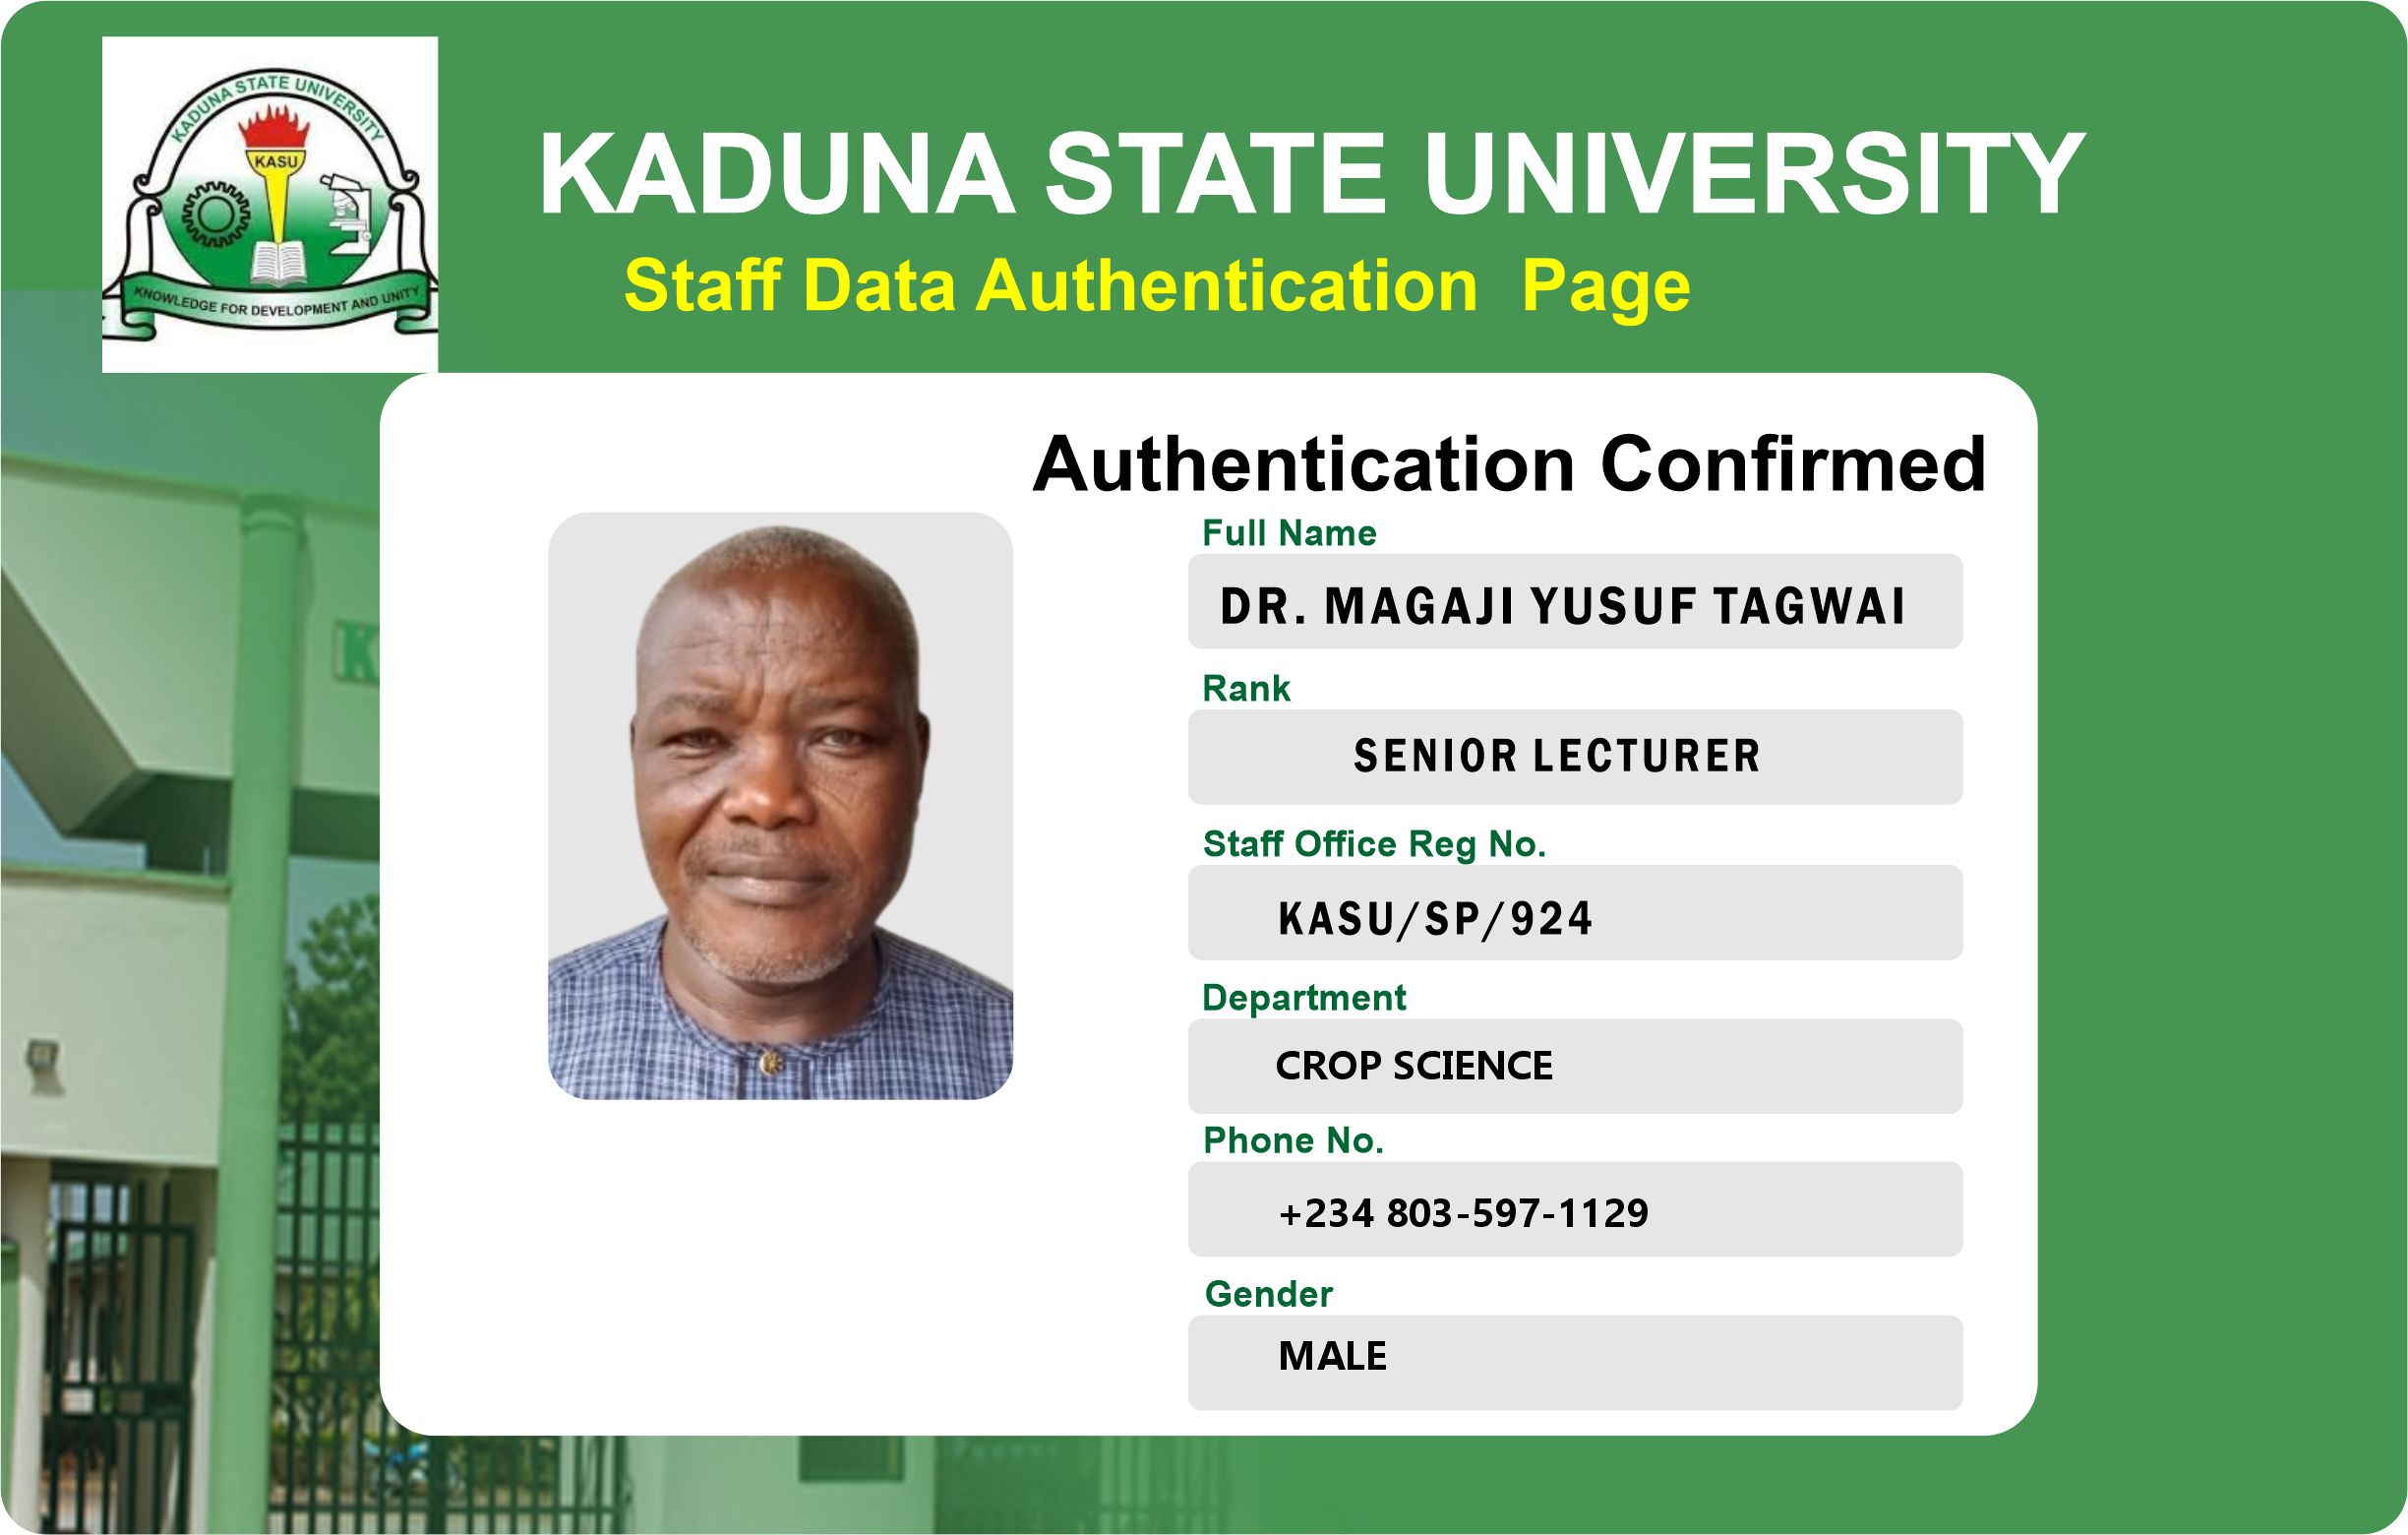 KADUNA STATE UNIVERSITY
KASU
KNOWLEDGE FOR DEVELOPMENT AND UNITY
KADUNA STATE UNIVERSITY
Staff Data Authentication Page
K
Authentication Confirmed
Full Name
DR. MAGAJI YUSUF TAGWAI
Rank
SENIOR LECTURER
Staff Office Reg No.
KASU/SP/924
Department
CROP SCIENCE
Phone No.
+234 803-597-1129
Gender
MALE